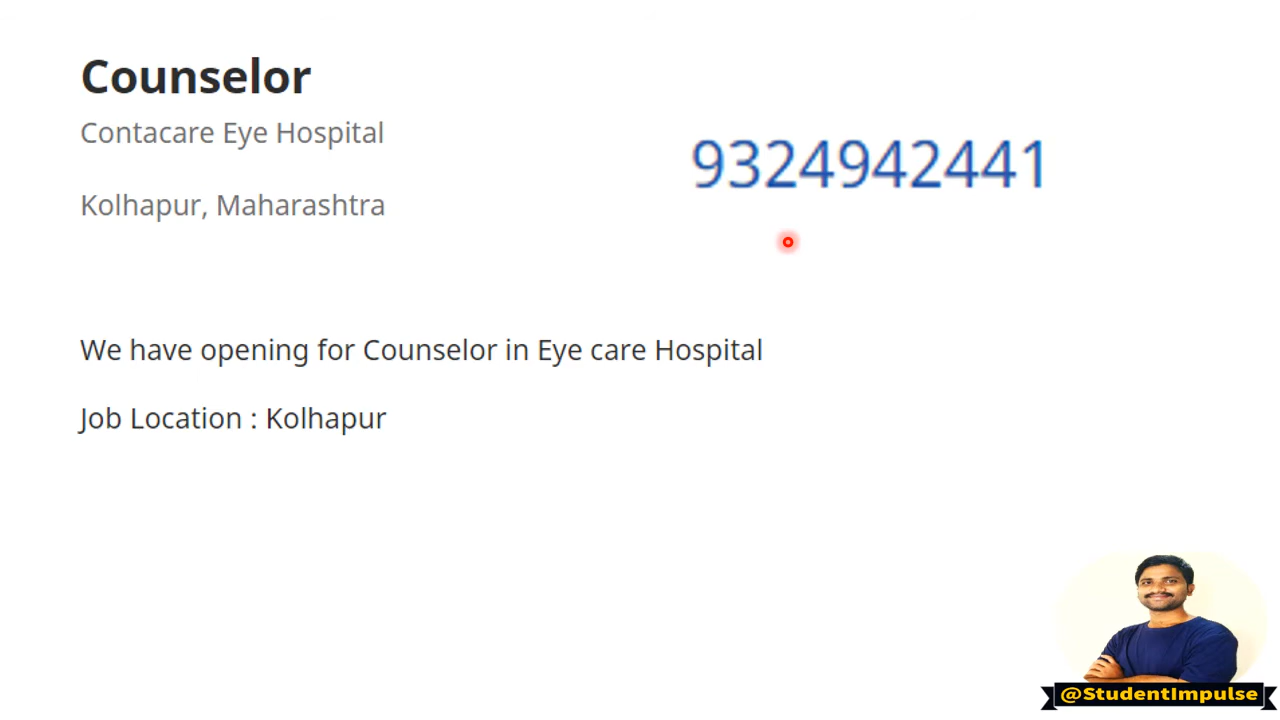 Counselor
Contacare Eye Hospital
9324942441
Kolhapur, Maharashtra
We have opening for Counselor in Eye care Hospital
Job Location : Kolhapur
@StudentImpulse